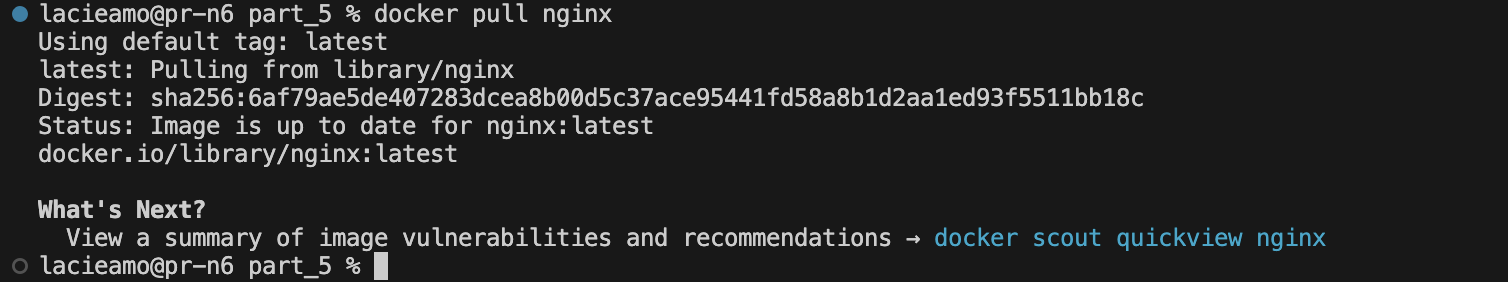 lacieamo@pr-n6 part_5 % docker pull nginx
Using default tag: latest
latest: Pulling from library/nginx
Digest: sha256:6af79ae5de407283dcea8b00d5c37ace95441fd58a8b1d2aa1ed93f5511bb18c
Status: Image is up to date for nginx:latest
docker.io/library/nginx:latest
What's Next?
View a summary of image vulnerabilities and recommendations → docker scout quickview nginx
lacieamo@pr-n6 part_5 %